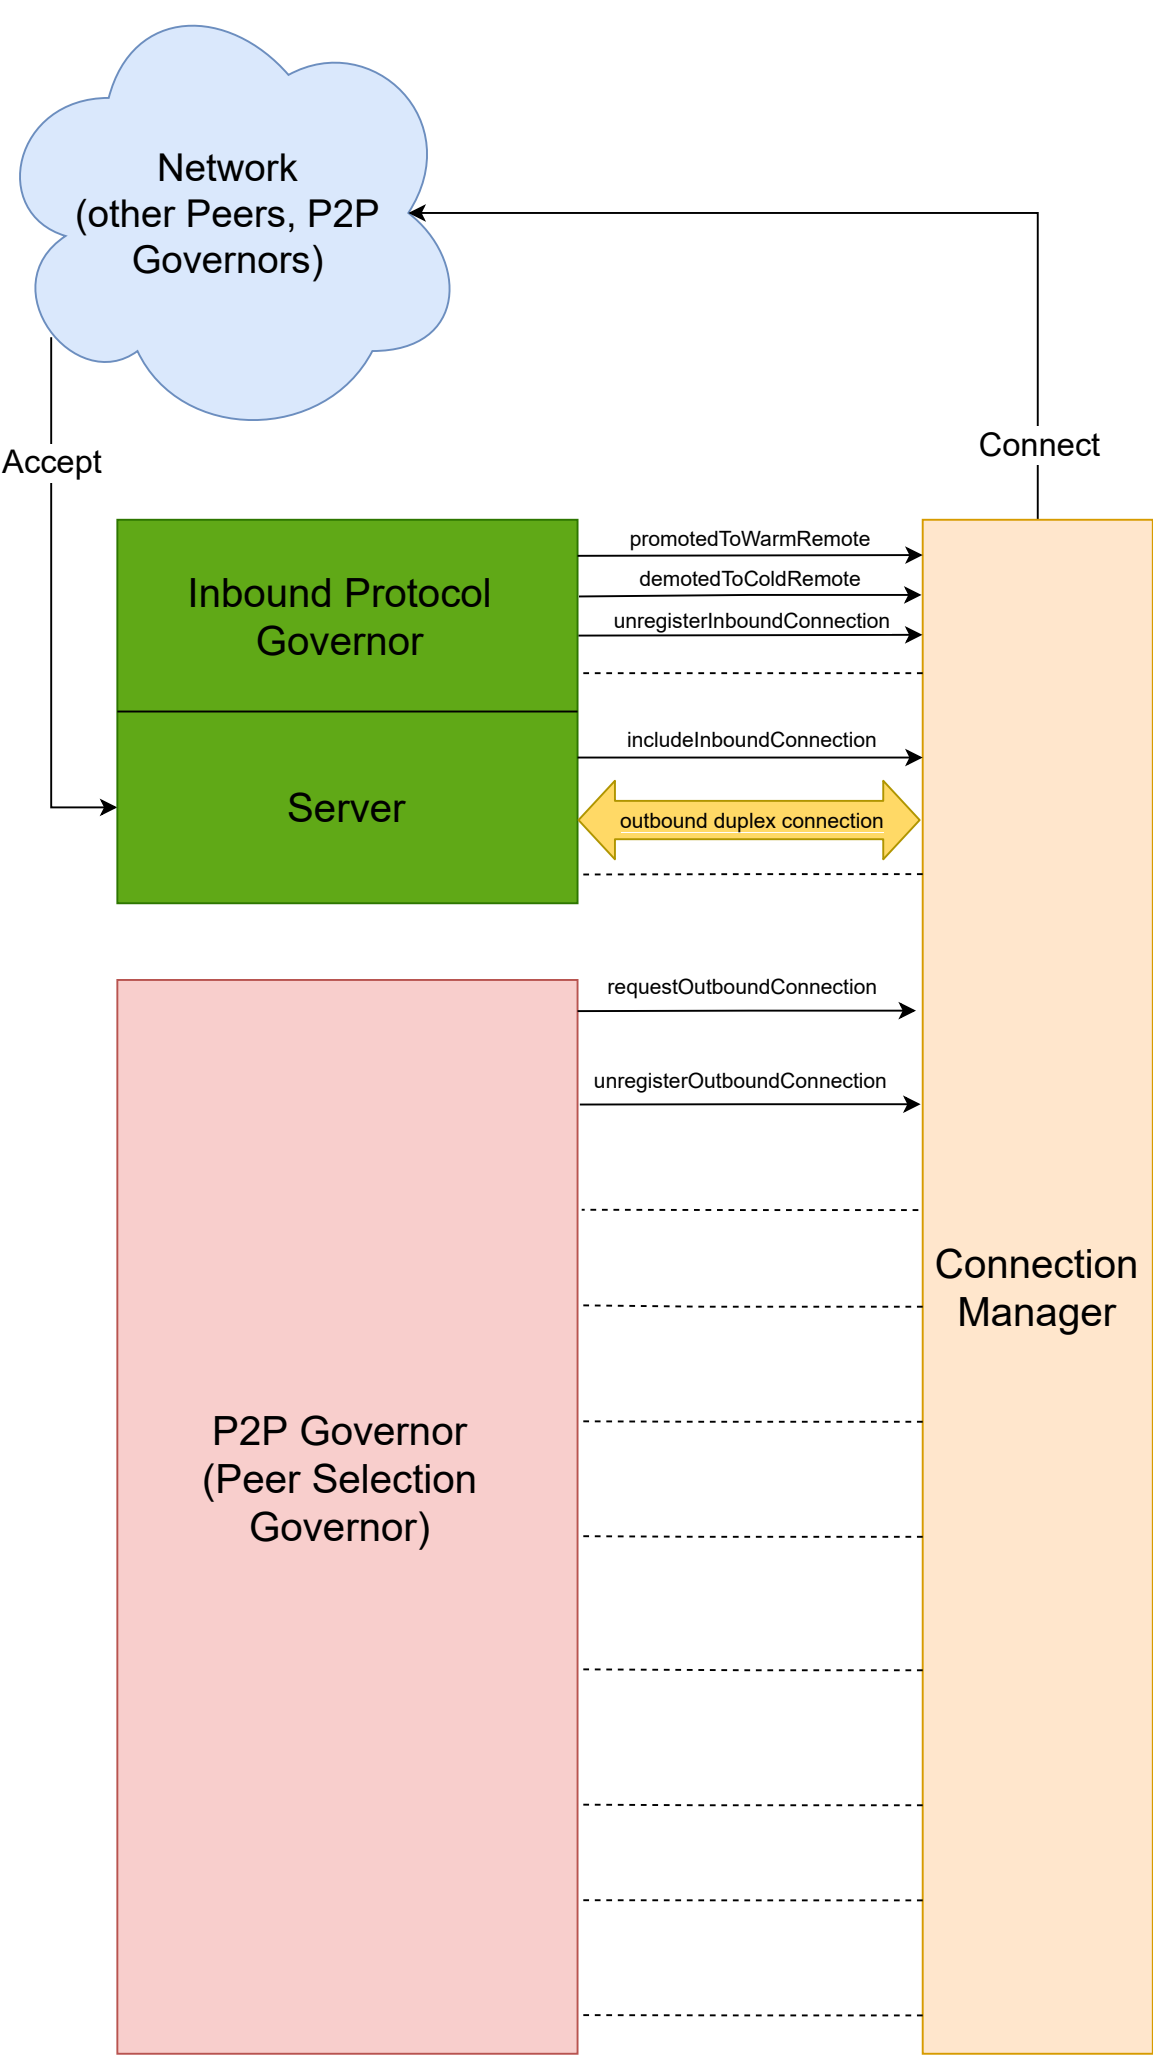 Network
(other Peers, P2P
Governors)
Accept
Connect
Inbound Protocol
Governor
promotedToWarmRemote
demotedToColdRemote
unregisterInboundConnection
Server
includeInboundConnection
outbound duplex connection
requestOutboundConnection
unregisterOutboundConnection
Connection
Manager
P2P Governor
(Peer Selection
Governor)